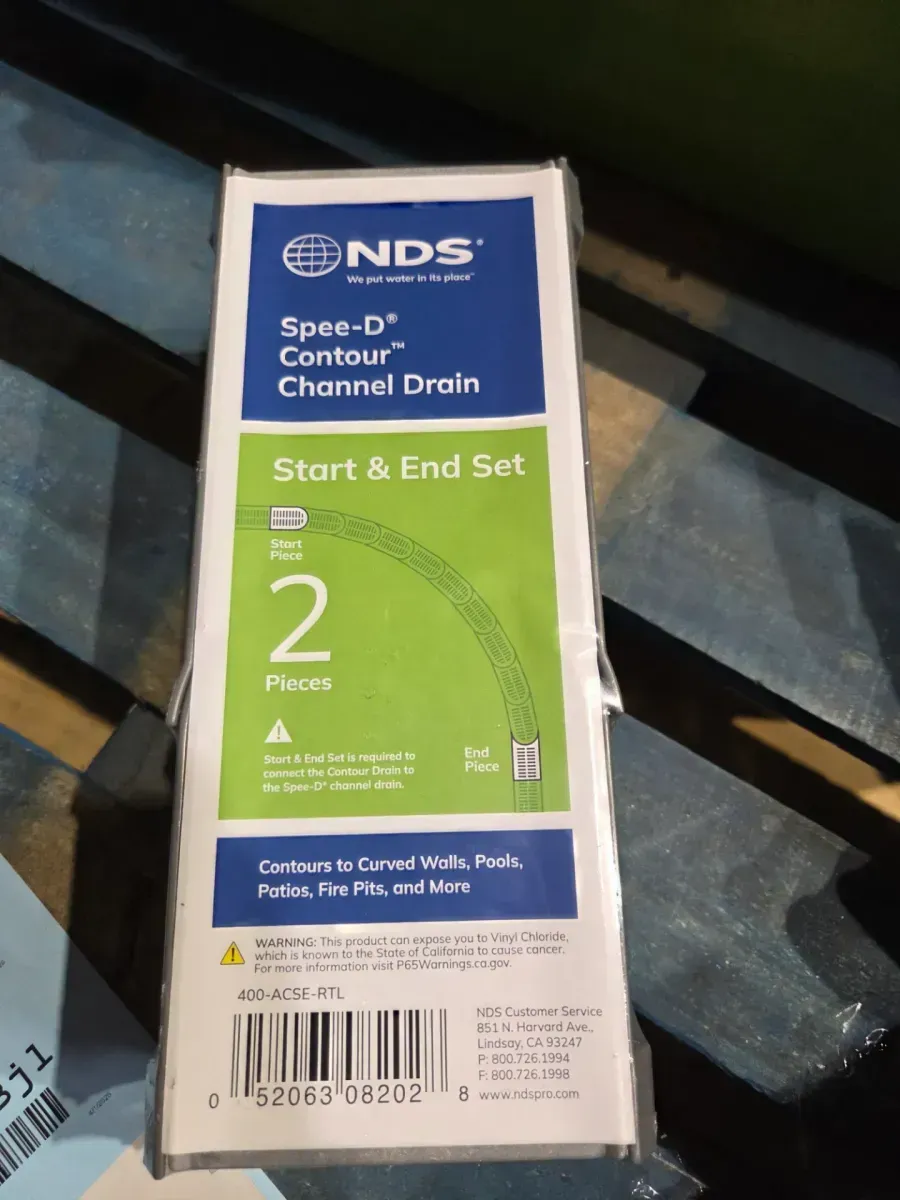 NDS®
We put water in its place™
Spee-D®
Contour™
Channel Drain
Start & End Set
Start
Piece
2
Pieces
Start & End Set is required to
connect the Contour Drain to
the Spee-D® channel drain.
End
Piece
Contours to Curved Walls, Pools,
Patios, Fire Pits, and More
WARNING: This product can expose you to Vinyl Chloride,
which is known to the State of California to cause cancer.
For more information visit P65Warnings.ca.gov.
400-ACSE-RTL
0 52063 08202 8
NDS Customer Service
851 N. Harvard Ave.,
Lindsay, CA 93247
P: 800.726.1994
F: 800.726.1998
www.ndspro.com